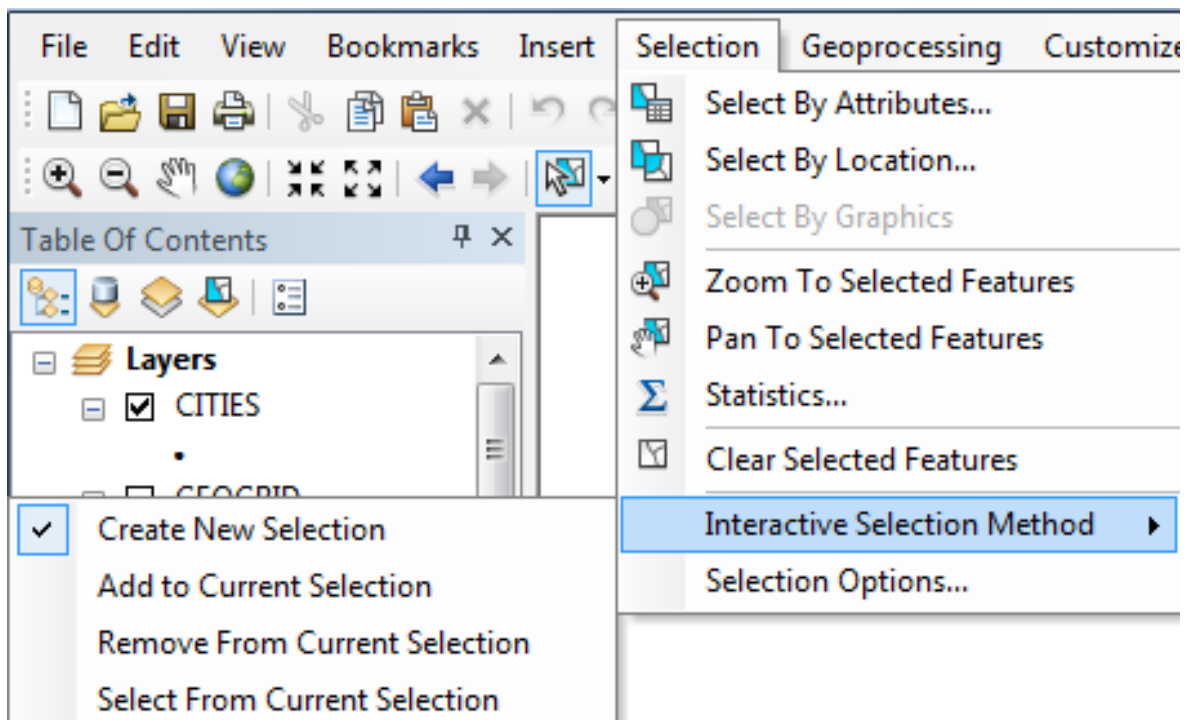 File Edit View Bookmarks Insert Selection Geoprocessing Customize
Select By Attributes...
Select By Location...
Select By Graphics
Zoom To Selected Features
Pan To Selected Features
Statistics...
Clear Selected Features
Interactive Selection Method
Selection Options...
Table Of Contents
Layers
CITIES
GEOGRID
Create New Selection
Add to Current Selection
Remove From Current Selection
Select From Current Selection